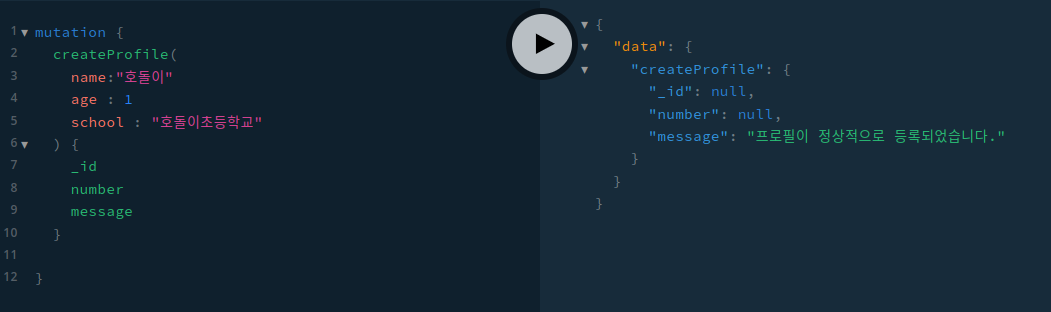 1 mutation {
2 createProfile(
3 name:"호돌이"
4 age : 1
5 school : "호돌이초등학교"
6 ) {
7 _id
8 number
9 message
10 }
11
12 }
{
"data": {
"createProfile": {
"_id": null,
"number": null,
"message": "프로필이 정상적으로 등록되었습니다."
}
}
}